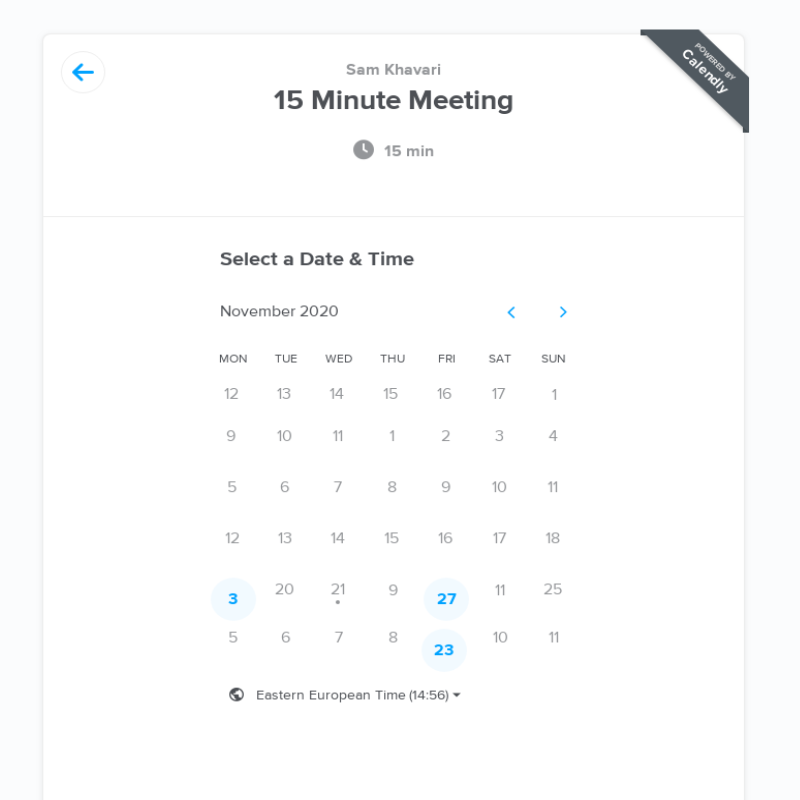 POWERED BY
Calendly
Sam Khavari
15 Minute Meeting
15 min
Select a Date & Time
November 2020
MON TUE WED THU FRI SAT SUN
12 13 14 15 16 17 1
9 10 11 1 2 3 4
5 6 7 8 9 10 11
12 13 14 15 16 17 18
3 20 21 9 27 11 25
5 6 7 8 23 10 11
Eastern European Time (14:56)